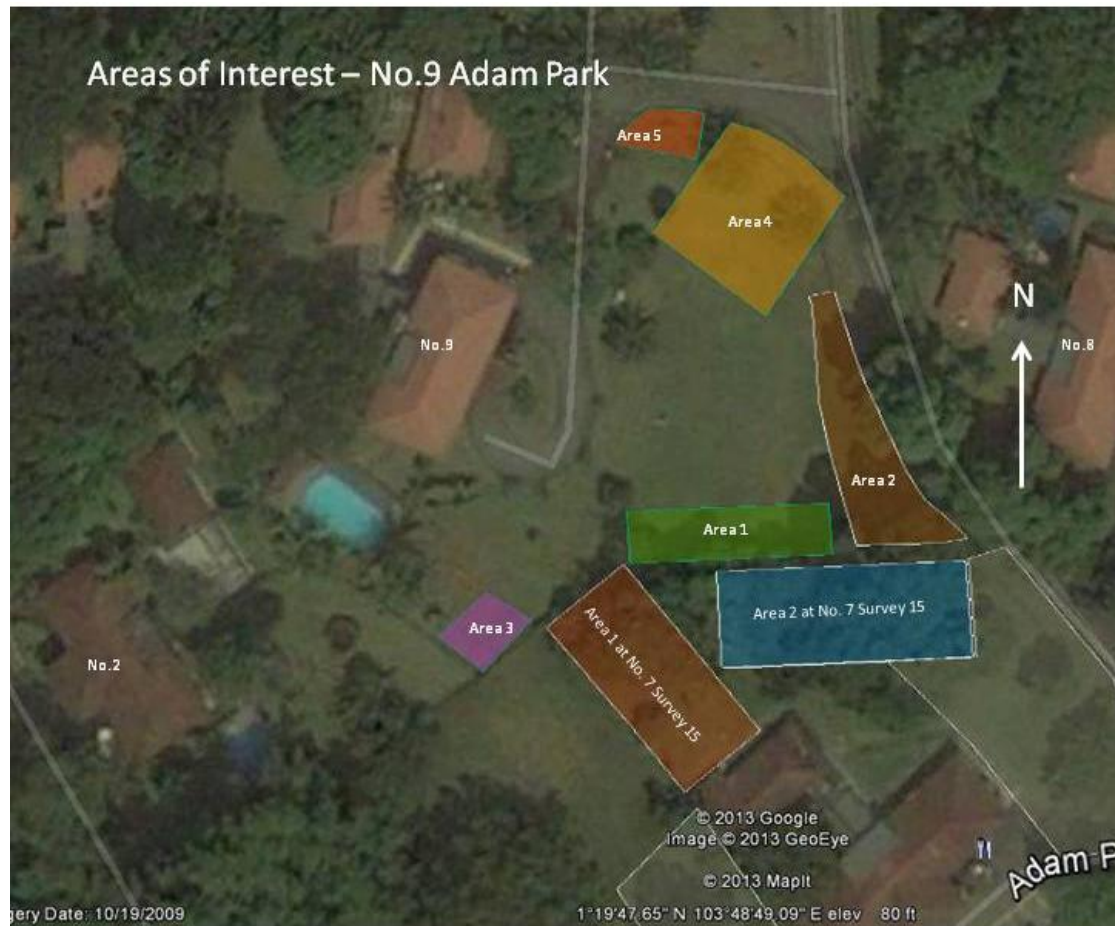 Areas of Interest – No.9 Adam Park
Area 5
Area 4
N
No.9
No.8
Area 2
Area 1
Area 2 at No. 7 Survey 15
Area 3
Area 1 at No. 7 Survey 15
No.2
© 2013 Google
Image © 2013 GeoEye
© 2013 MapIt
Adam P
gery Date: 10/19/2009
1°19'47.65" N 103°48'49.09" E elev 80 ft